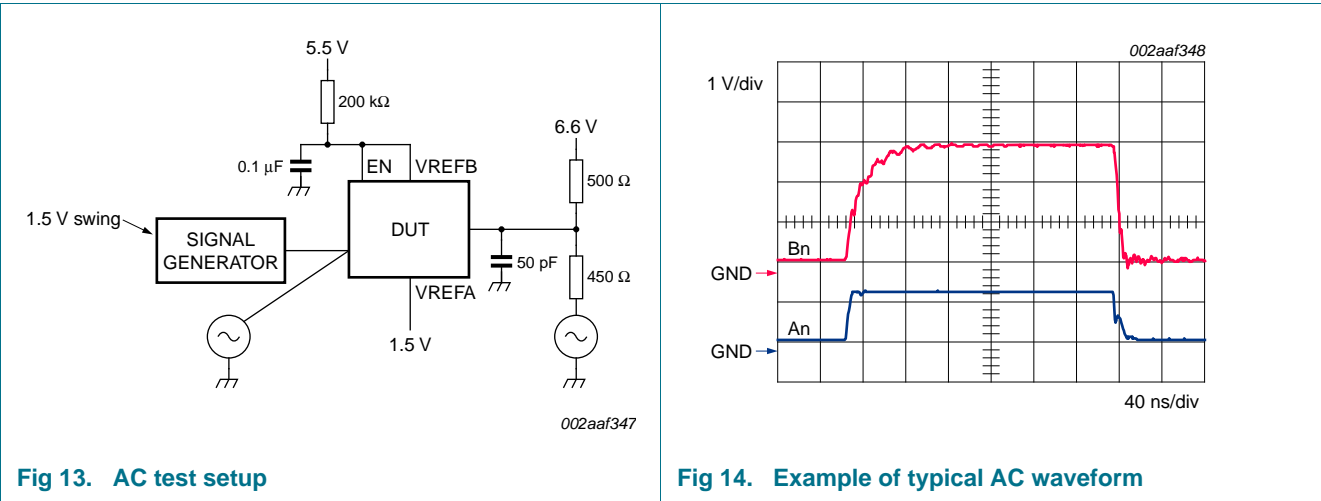 5.5 V
200 kΩ
0.1 μF
EN
VREFB
6.6 V
500 Ω
1.5 V swing
SIGNAL
GENERATOR
DUT
50 pF
450 Ω
VREFA
1.5 V
002aaf347
Fig 13. AC test setup
002aaf348
1 V/div
Bn
GND
An
GND
40 ns/div
Fig 14. Example of typical AC waveform